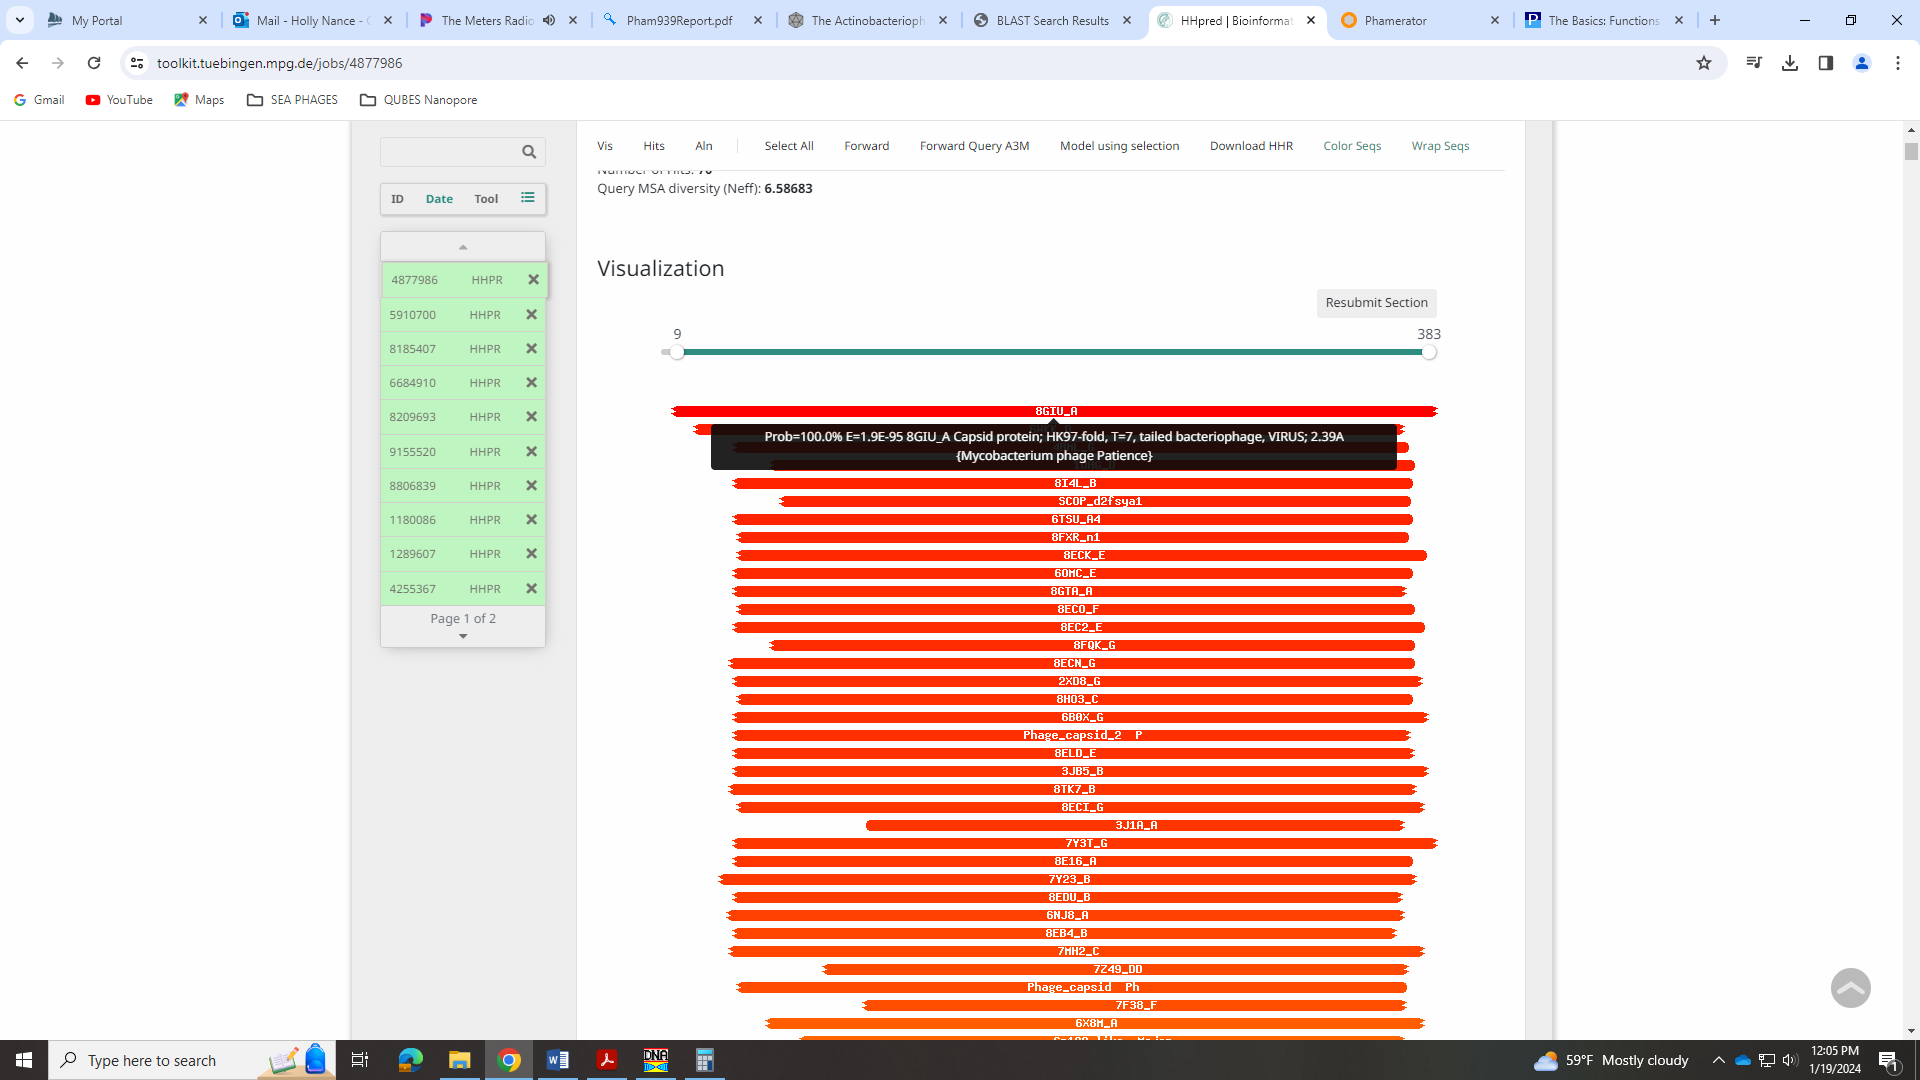 My Portal
Mail - Holly Nance -
The Meters Radio
Pham939Report.pdf
The Actinobacterioph
BLAST Search Results
HHpred | Bioinformat
Phamerator
The Basics: Functions
toolkit.tuebingen.mpg.de/jobs/4877986
Gmail
YouTube
Maps
SEA PHAGES
QUBES Nanopore
Vis Hits Aln Select All Forward Forward Query A3M Model using selection Download HHR Color Seqs Wrap Seqs
Number of Hits: 70
Query MSA diversity (Neff): 6.58683
ID Date Tool
4877986 HHPR
5910700 HHPR
8185407 HHPR
6684910 HHPR
8209693 HHPR
9155520 HHPR
8806839 HHPR
1180086 HHPR
1289607 HHPR
4255367 HHPR
Page 1 of 2
Visualization
Resubmit Section
9 383
8GIU_A
Prob=100.0% E=1.9E-95 8GIU_A Capsid protein; HK97-fold, T=7, tailed bacteriophage, VIRUS; 2.39A
{Mycobacterium phage Patience}
8I4L_B
SCOP_d2fsya1
6TSU_A4
8FXR_n1
8ECK_E
6OMC_E
8GTA_A
8ECO_F
8EC2_E
8FQK_G
8ECN_G
2XD8_G
8HO3_C
6B0X_G
Phage_capsid_2 P
8ELD_E
3JB5_B
8TK7_B
8ECI_G
3J1A_A
7Y3T_G
8E16_A
7Y23_B
8EDU_B
6NJ8_A
8EB4_B
7MH2_C
7Z49_DD
Phage_capsid Ph
7F38_F
6X8M_A
Type here to search
59°F Mostly cloudy
12:05 PM
1/19/2024
1